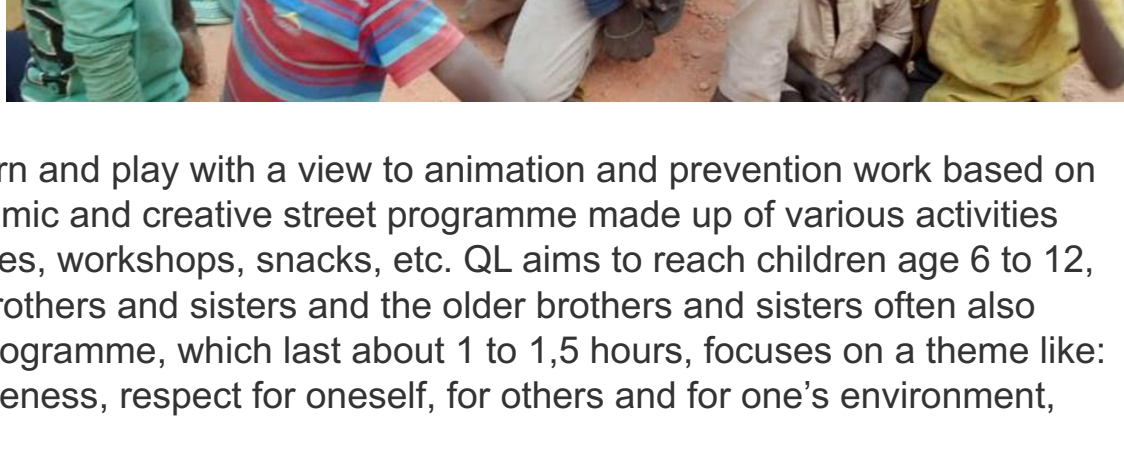 rn and play with a view to animation and prevention work based on
mic and creative street programme made up of various activities
es, workshops, snacks, etc. QL aims to reach children age 6 to 12,
rothers and sisters and the older brothers and sisters often also
ogramme, which last about 1 to 1,5 hours, focuses on a theme like:
eness, respect for oneself, for others and for one’s environment,